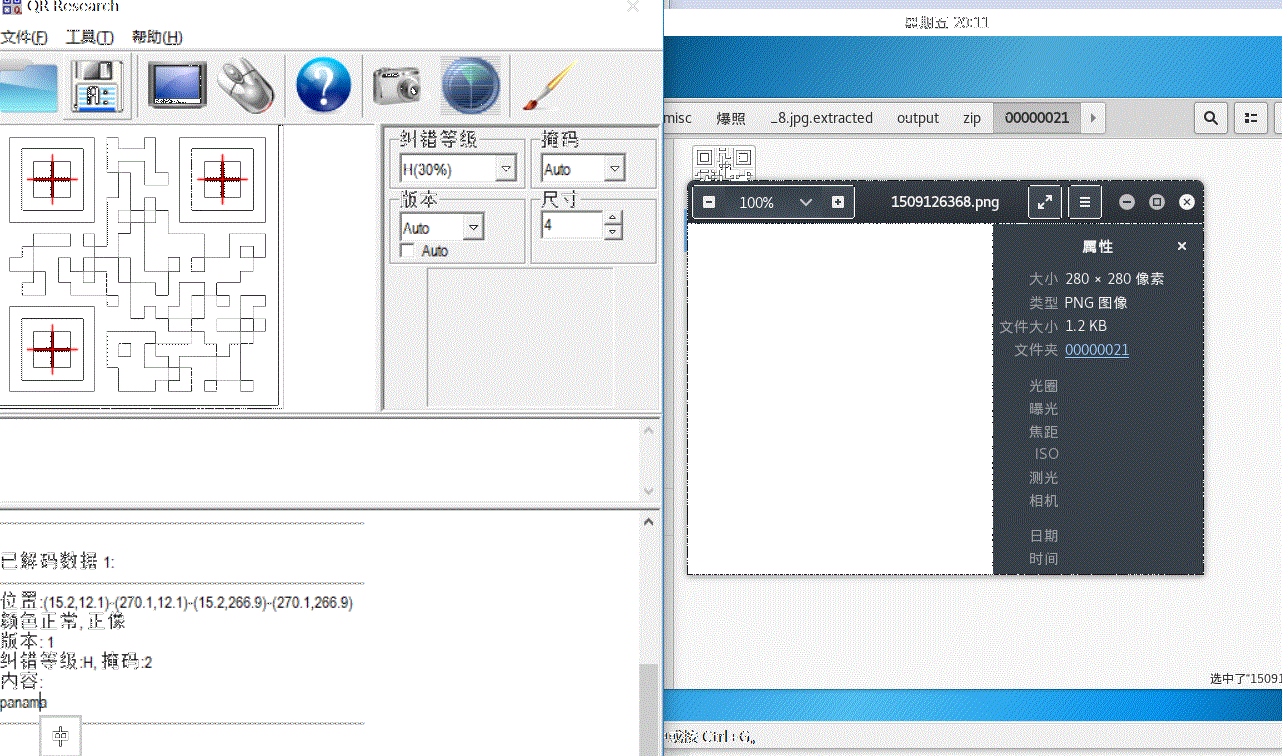 QR Research
文件(F) 工具(T) 帮助(H)
纠错等级
H(30%)
掩码
Auto
版本
Auto
Auto
尺寸
4
已解码数据 1:
位置:(15.2,12.1)-(270.1,12.1)-(15.2,266.9)-(270.1,266.9)
颜色正常, 正像
版本: 1
纠错等级:H, 掩码:2
内容:
panama
中
星期五 20:11
misc 爆照 _8.jpg.extracted output zip 00000021
100% 1509126368.png
属性
大小 280 × 280 像素
类型 PNG 图像
文件大小 1.2 KB
文件夹 00000021
光圈
曝光
焦距
ISO
测光
相机
日期
时间
选中了"15091
或按 Ctrl+G。